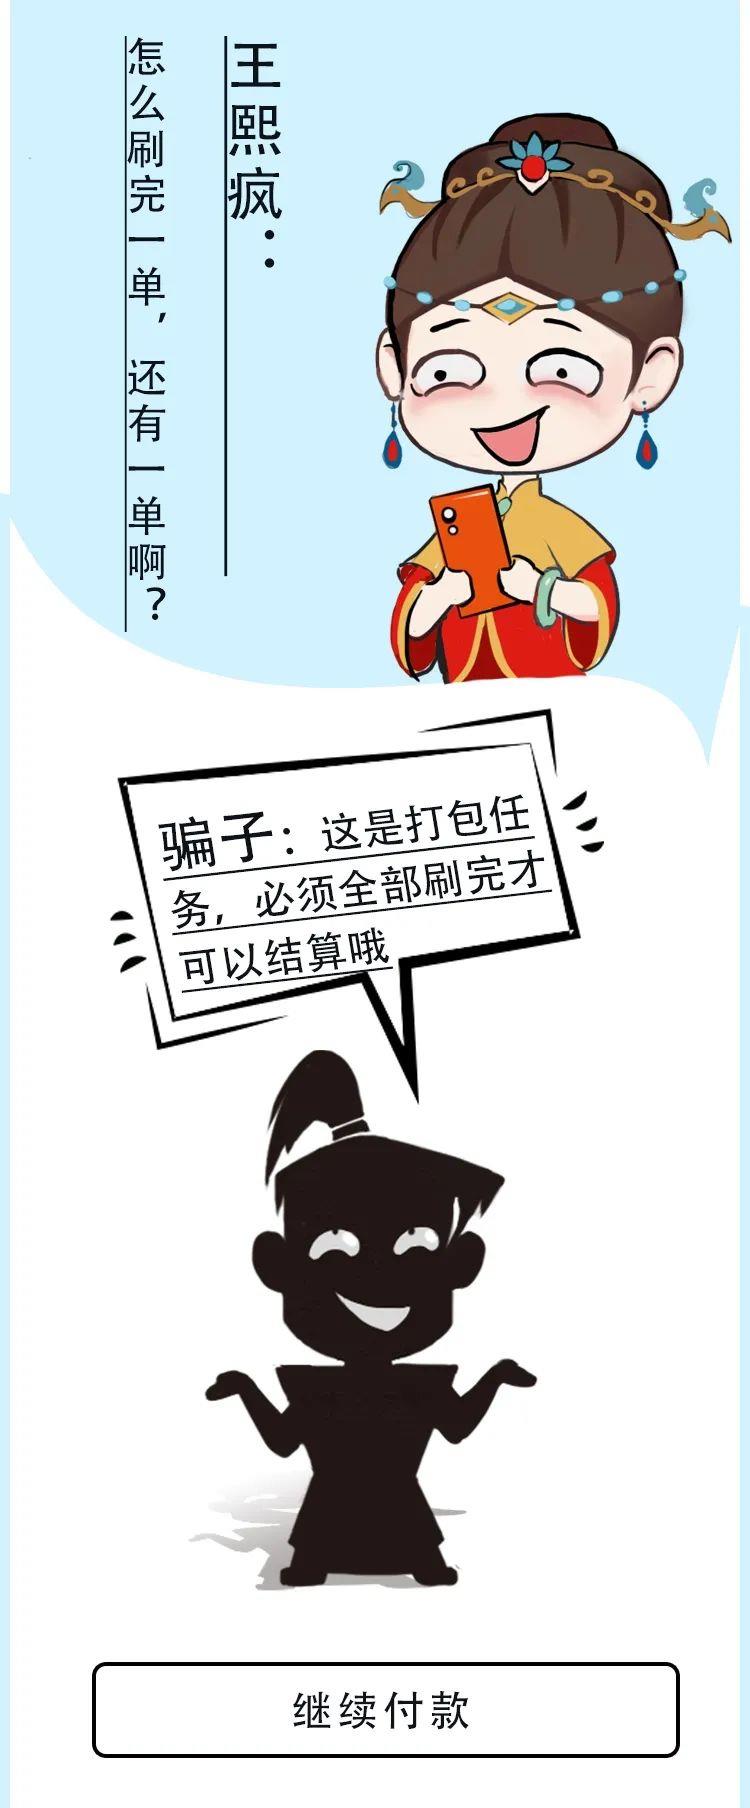 王熙疯：
怎么刷完一单，还有一单啊？
骗子：这是打包任
务，必须全部刷完才
可以结算哦
继续付款